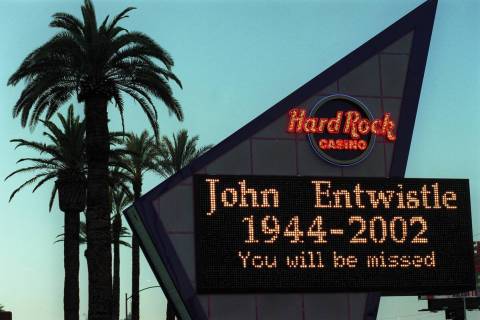 Hard Rock
CASINO
John Entwistle
1944-2002
You will be missed